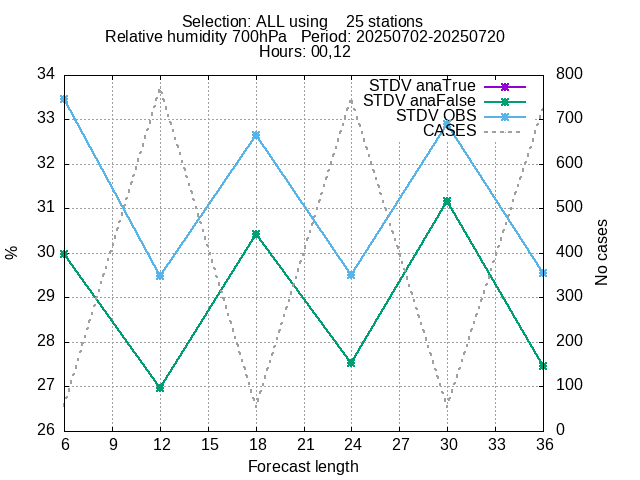 Selection: ALL using    25 stations
Relative humidity 700hPa   Period: 20250702-20250720
Hours: 00,12
STDV anaTrue
STDV anaFalse
STDV OBS
CASES
34
33
32
31
30
29
28
27
26
%
800
700
600
500
400
300
200
100
0
No cases
6 9 12 15 18 21 24 27 30 33 36
Forecast length